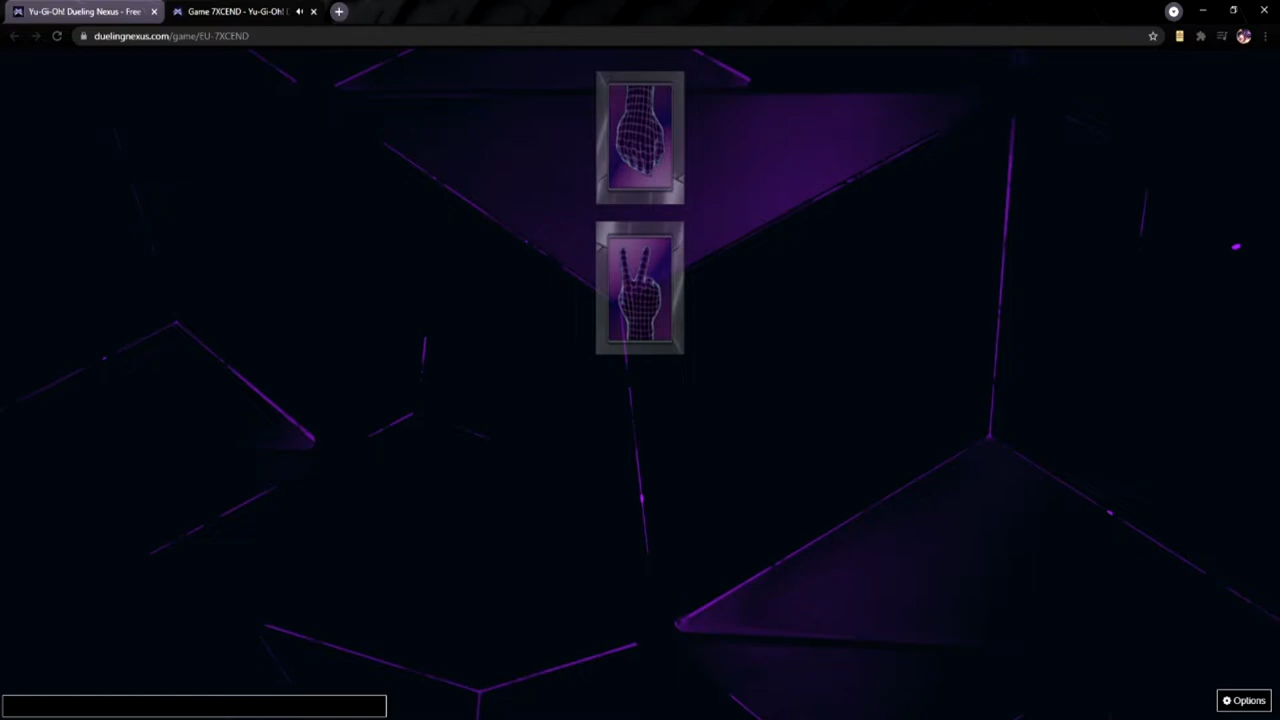 Yu-Gi-Oh! Dueling Nexus - Free
Game 7XCEND - Yu-Gi-Oh!
duelingnexus.com/game/EU-7XCEND
Options